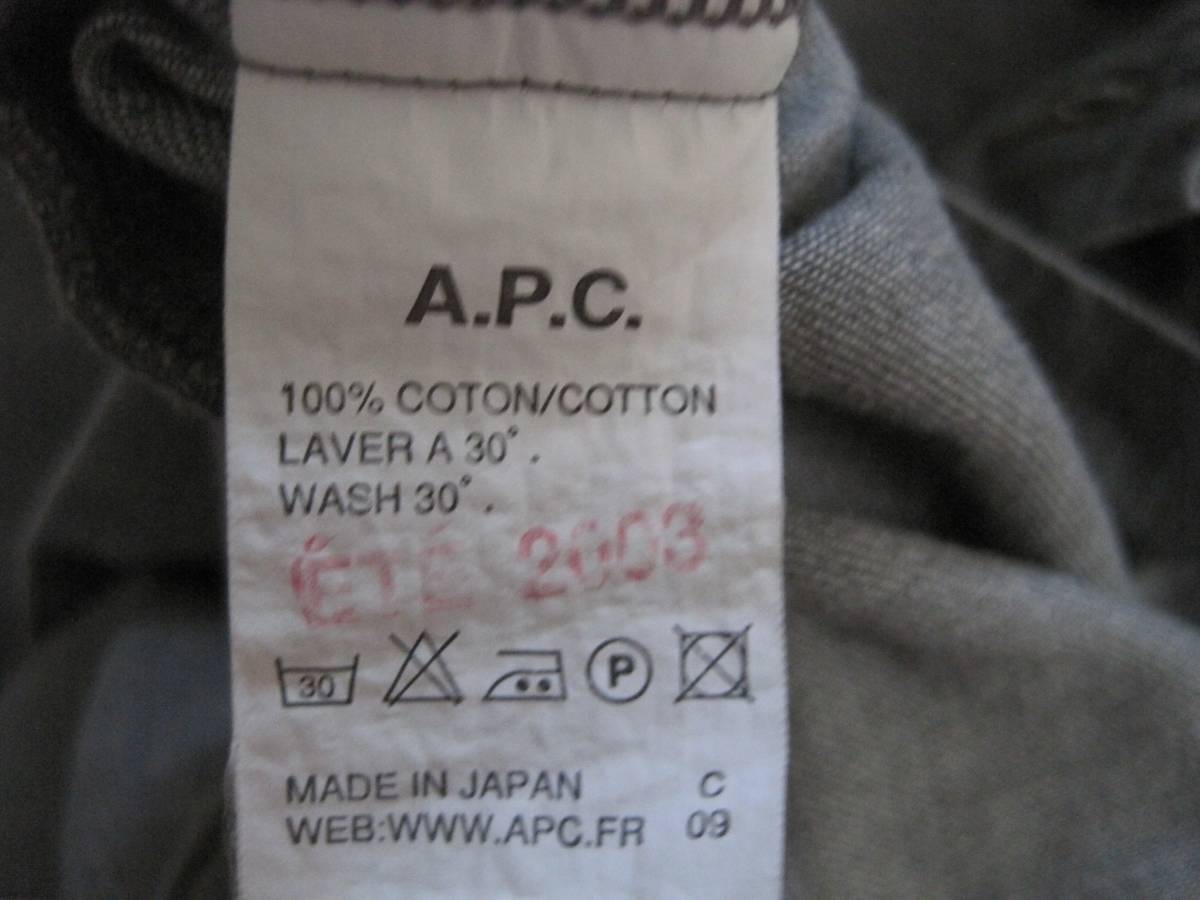 A.P.C.
100% COTON/COTTON
LAVER A 30°.
WASH 30°.
ÉTÉ 2003
30 P
MADE IN JAPAN C
WEB:WWW.APC.FR 09